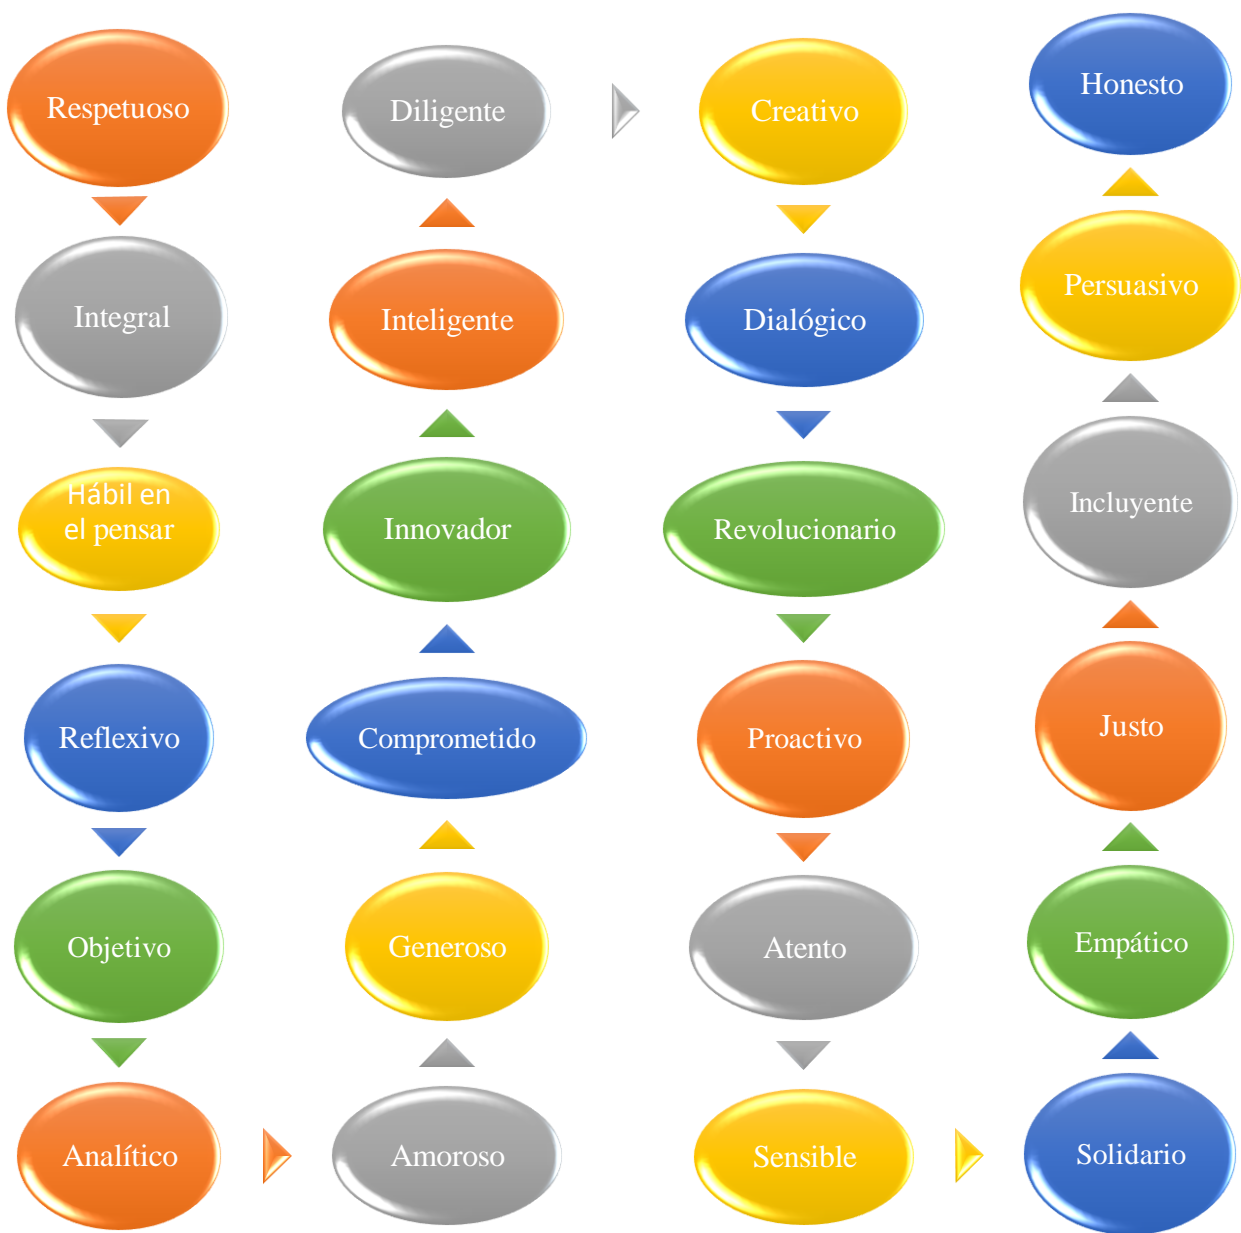 Respetuoso
Integral
Hábil en
el pensar
Reflexivo
Objetivo
Analítico
Amoroso
Generoso
Comprometido
Innovador
Inteligente
Diligente
Creativo
Dialógico
Revolucionario
Proactivo
Atento
Sensible
Solidario
Empático
Justo
Incluyente
Persuasivo
Honesto